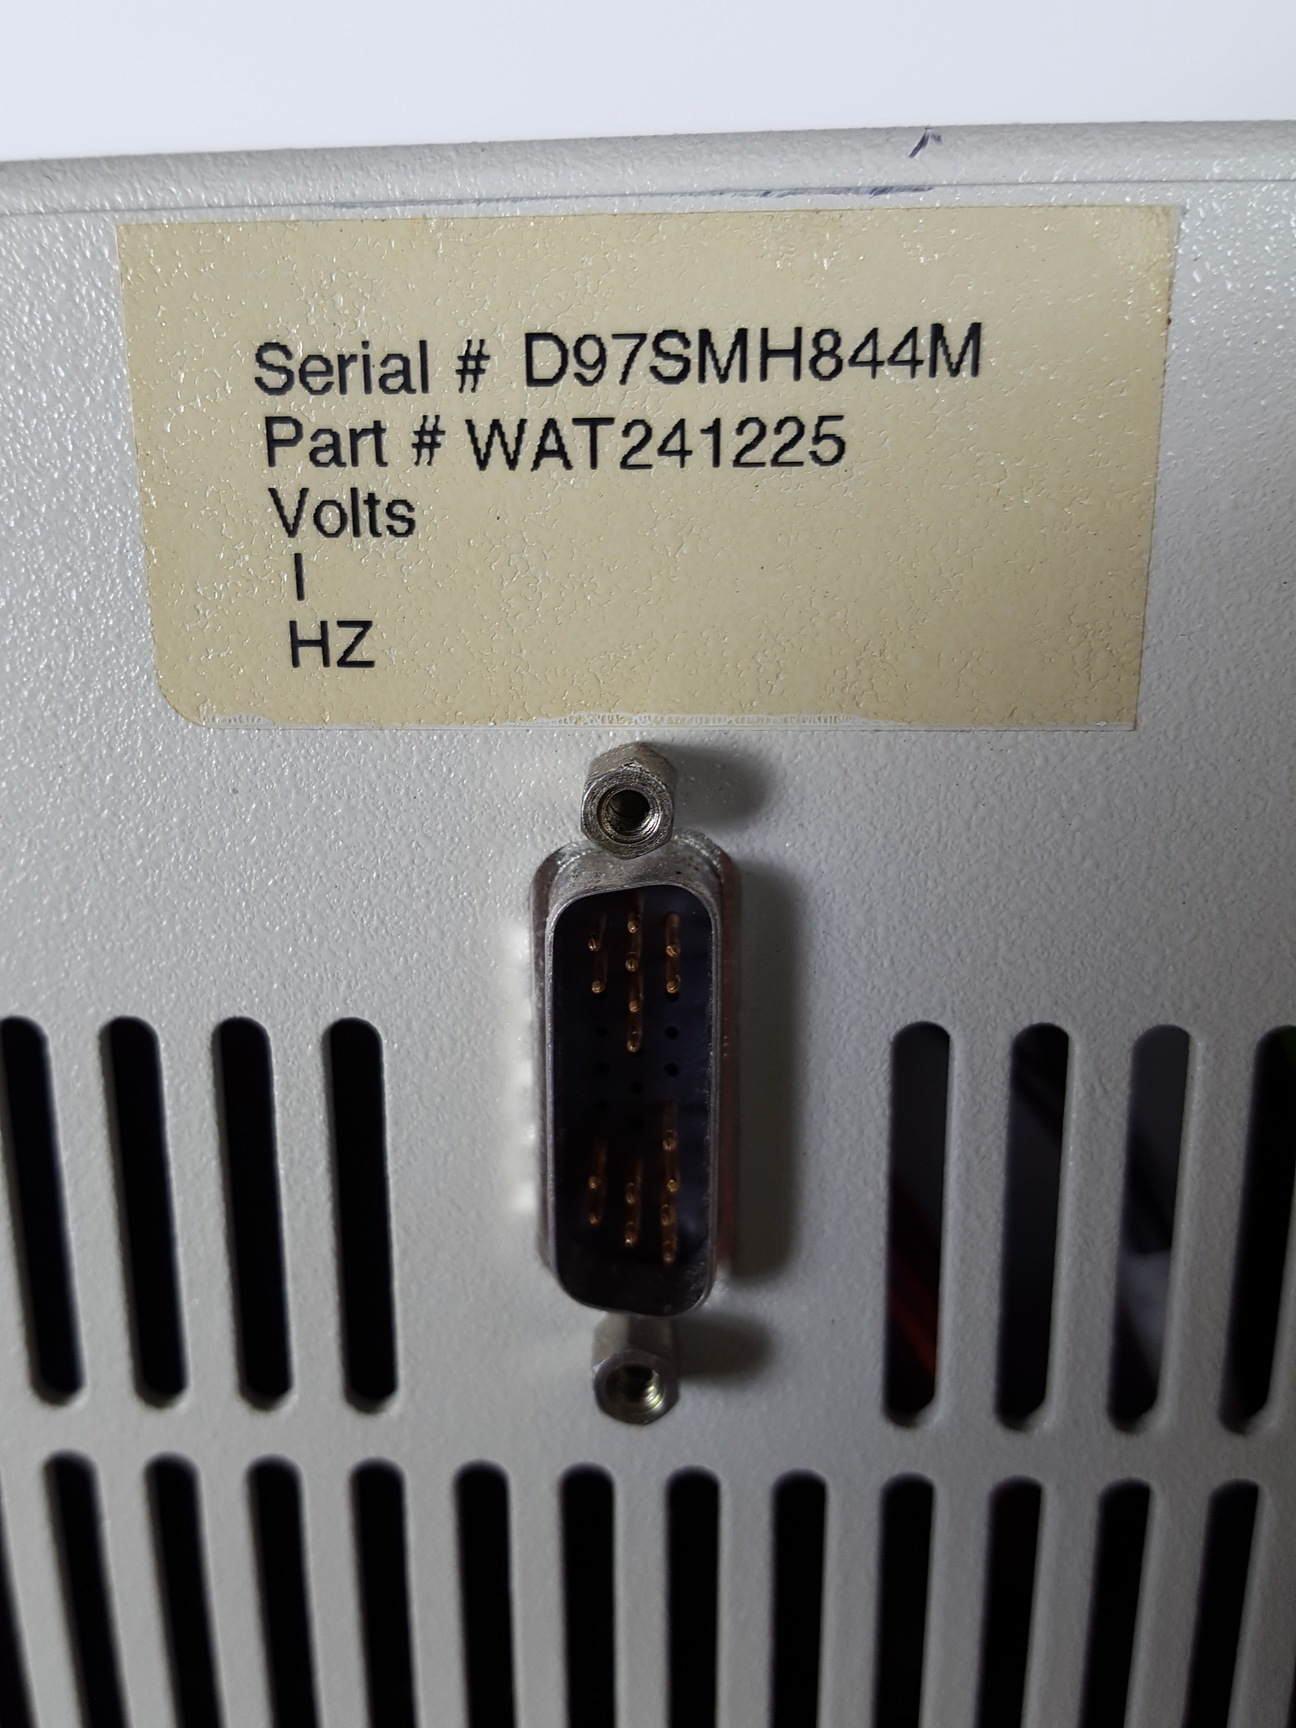 Serial # D97SMH844M
Part # WAT241225
Volts
I
HZ